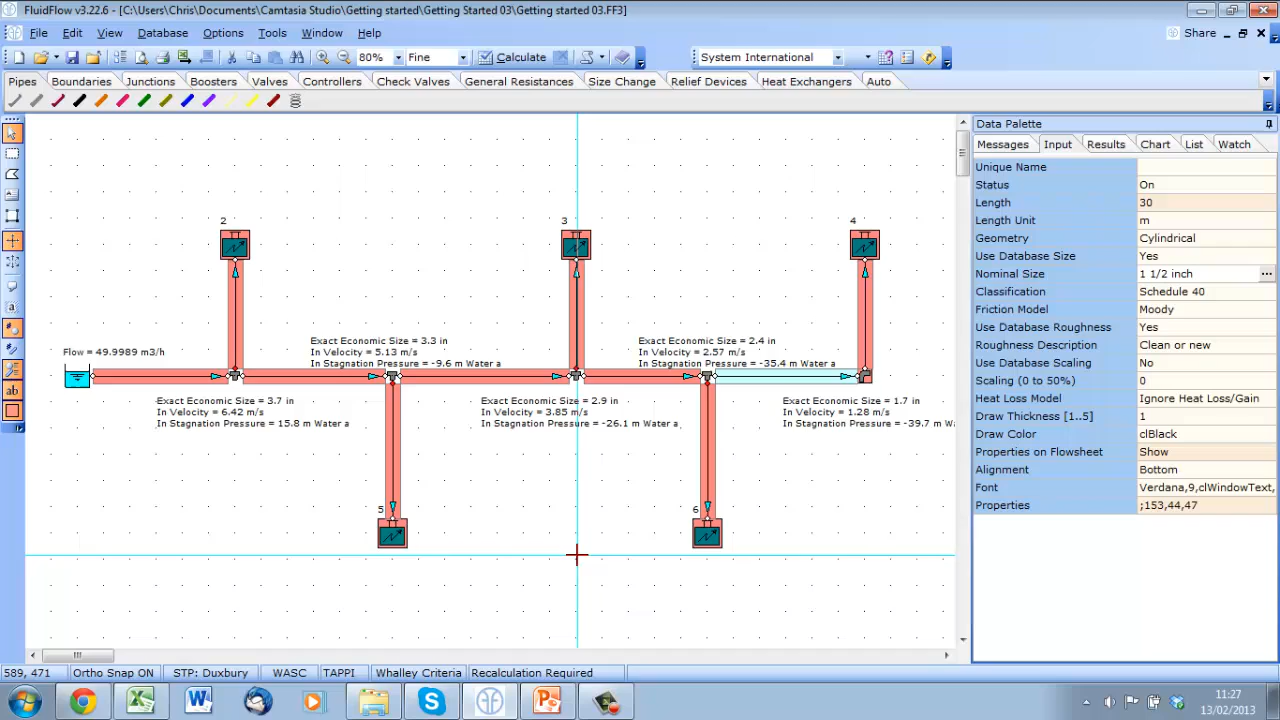 FluidFlow v3.22.6 - [C:\Users\Chris\Documents\Camtasia Studio\Getting started\Getting Started 03\Getting started 03.FF3]
File Edit View Database Options Tools Window Help Share
80% Fine Calculate System International
Pipes Boundaries Junctions Boosters Valves Controllers Check Valves General Resistances Size Change Relief Devices Heat Exchangers Auto
2
3
4
Flow = 49.9989 m3/h
Exact Economic Size = 3.3 in
In Velocity = 5.13 m/s
In Stagnation Pressure = -9.6 m Water a
Exact Economic Size = 2.4 in
In Velocity = 2.57 m/s
In Stagnation Pressure = -35.4 m Water a
Exact Economic Size = 3.7 in
In Velocity = 6.42 m/s
In Stagnation Pressure = 15.8 m Water a
Exact Economic Size = 2.9 in
In Velocity = 3.85 m/s
In Stagnation Pressure = -26.1 m Water a
Exact Economic Size = 1.7 in
In Velocity = 1.28 m/s
In Stagnation Pressure = -39.7 m Wa
5
6
Data Palette
Messages Input Results Chart List Watch
Unique Name
Status On
Length 30
Length Unit m
Geometry Cylindrical
Use Database Size Yes
Nominal Size 1 1/2 inch ...
Classification Schedule 40
Friction Model Moody
Use Database Roughness Yes
Roughness Description Clean or new
Use Database Scaling No
Scaling (0 to 50%) 0
Heat Loss Model Ignore Heat Loss/Gain
Draw Thickness [1..5] 1
Draw Color clBlack
Properties on Flowsheet Show
Alignment Bottom
Font Verdana,9,clWindowText,
Properties ;153,44,47
589, 471 Ortho Snap ON STP: Duxbury WASC TAPPI Whalley Criteria Recalculation Required
11:27
13/02/2013